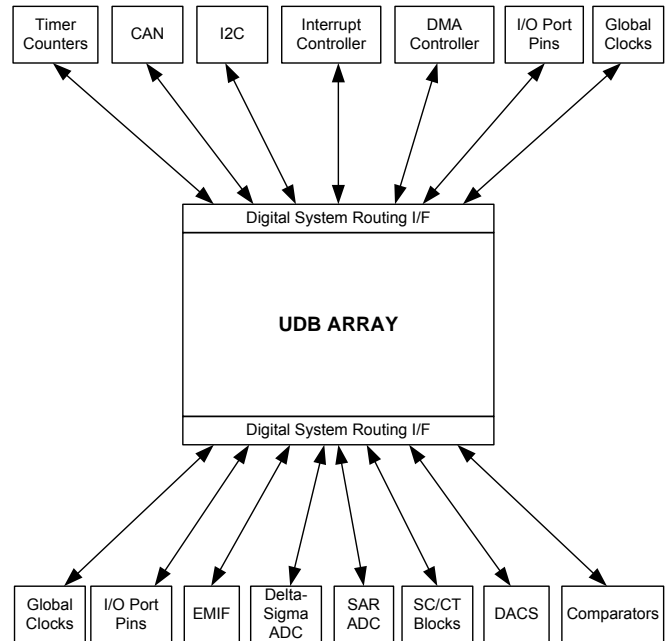 Timer
Counters
CAN
I2C
Interrupt
Controller
DMA
Controller
I/O Port
Pins
Global
Clocks
Digital System Routing I/F
UDB ARRAY
Digital System Routing I/F
Global
Clocks
I/O Port
Pins
EMIF
Delta-
Sigma
ADC
SAR
ADC
SC/CT
Blocks
DACS
Comparators